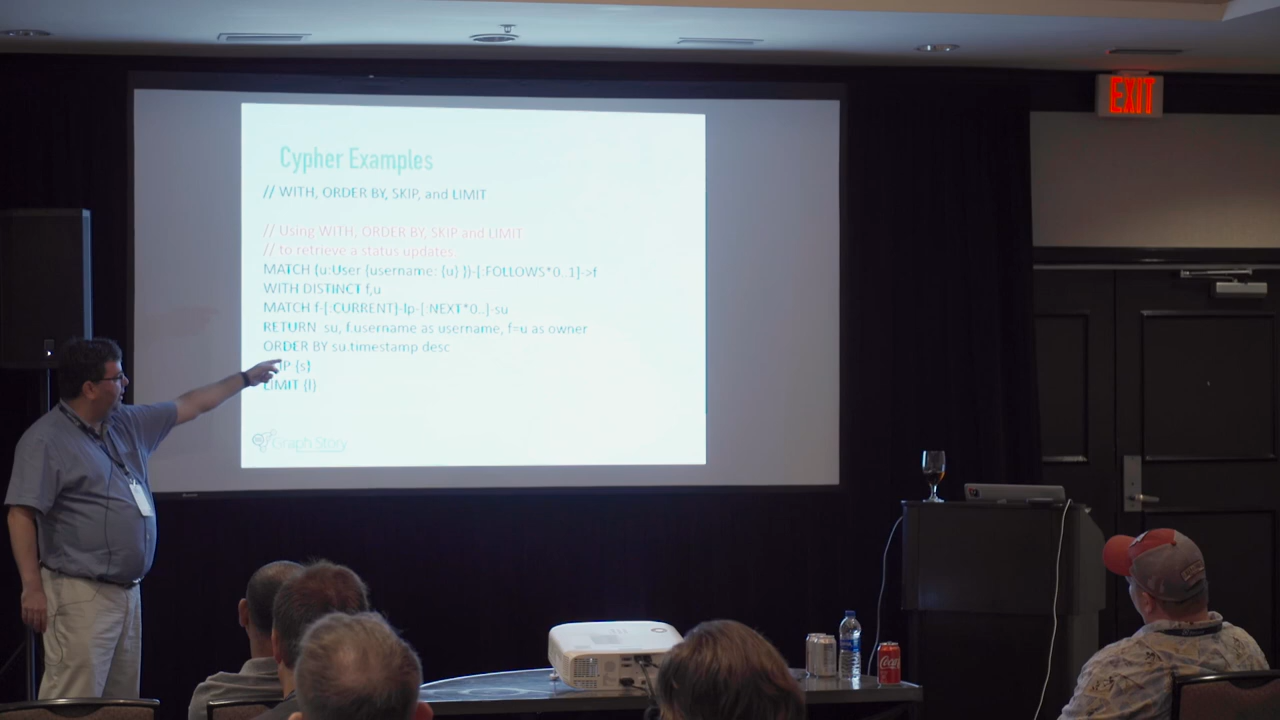 EXIT
Cypher Examples
// WITH, ORDER BY, SKIP, and LIMIT
// Using WITH, ORDER BY, SKIP and LIMIT
// to retrieve a status updates
MATCH (u:User {username: {u} })-[:FOLLOWS*0..1]->f
WITH DISTINCT f,u
MATCH f-[:CURRENT]-lp-[:NEXT*0..]-su
RETURN su, f.username as username, f=u as owner
ORDER BY su.timestamp desc
{s}
LIMIT {l}
Graph Story